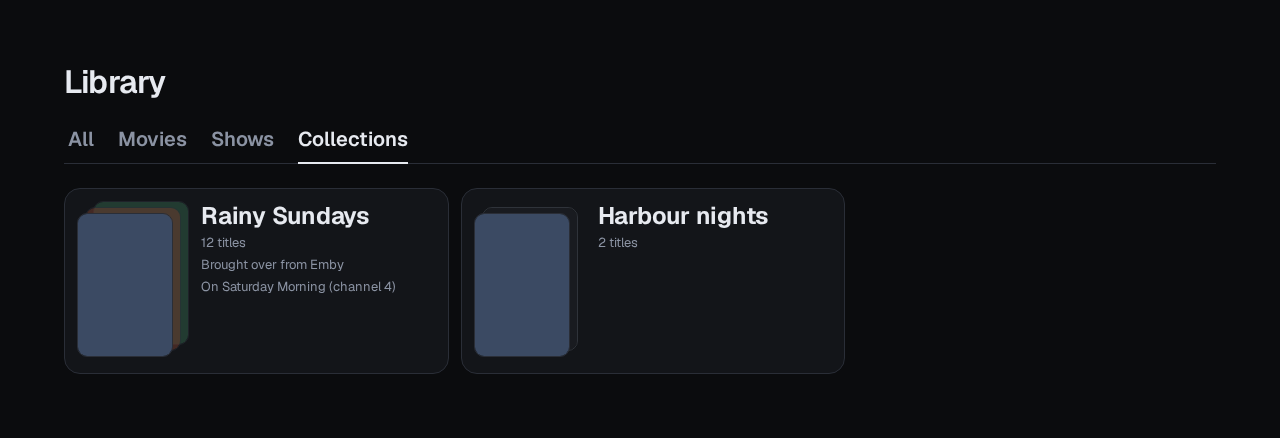 Library
All Movies Shows Collections
Rainy Sundays
12 titles
Brought over from Emby
On Saturday Morning (channel 4)
Harbour nights
2 titles